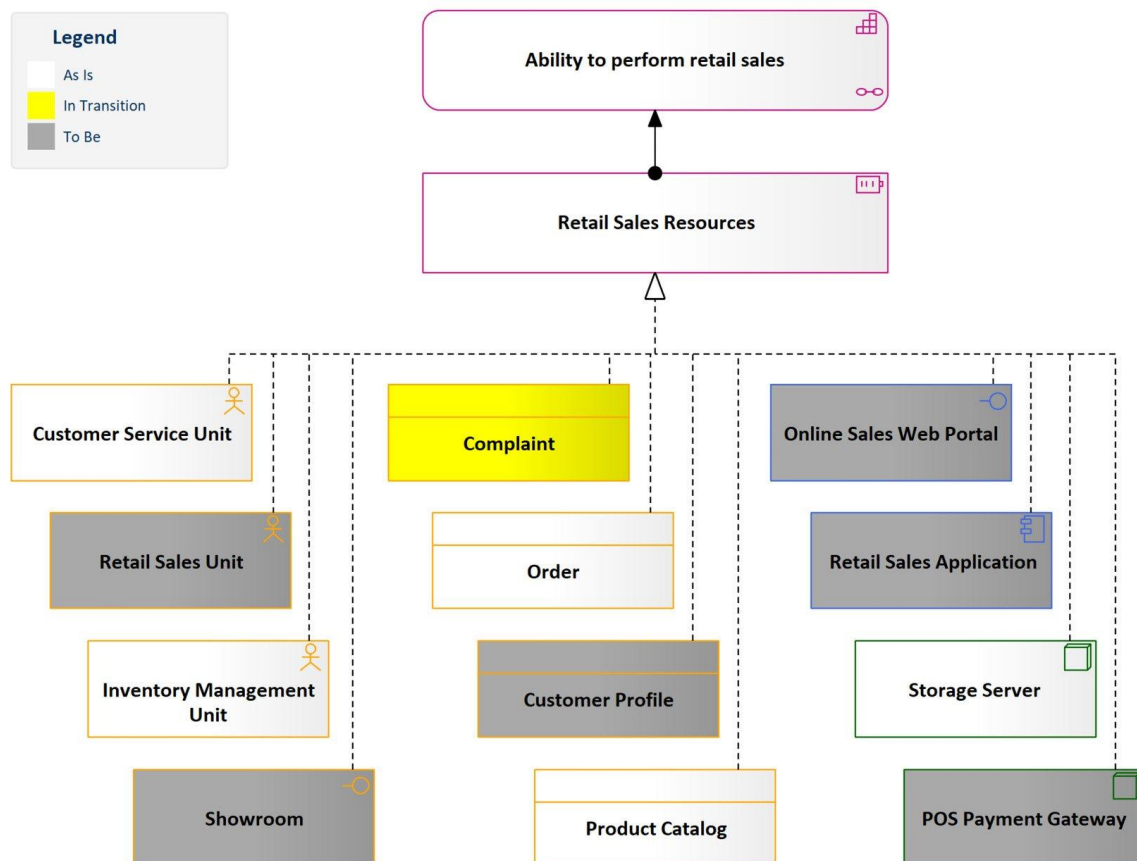 Legend
As Is
In Transition
To Be
Ability to perform retail sales
Retail Sales Resources
Customer Service Unit
Complaint
Online Sales Web Portal
Retail Sales Unit
Order
Retail Sales Application
Inventory Management
Unit
Customer Profile
Storage Server
Showroom
Product Catalog
POS Payment Gateway